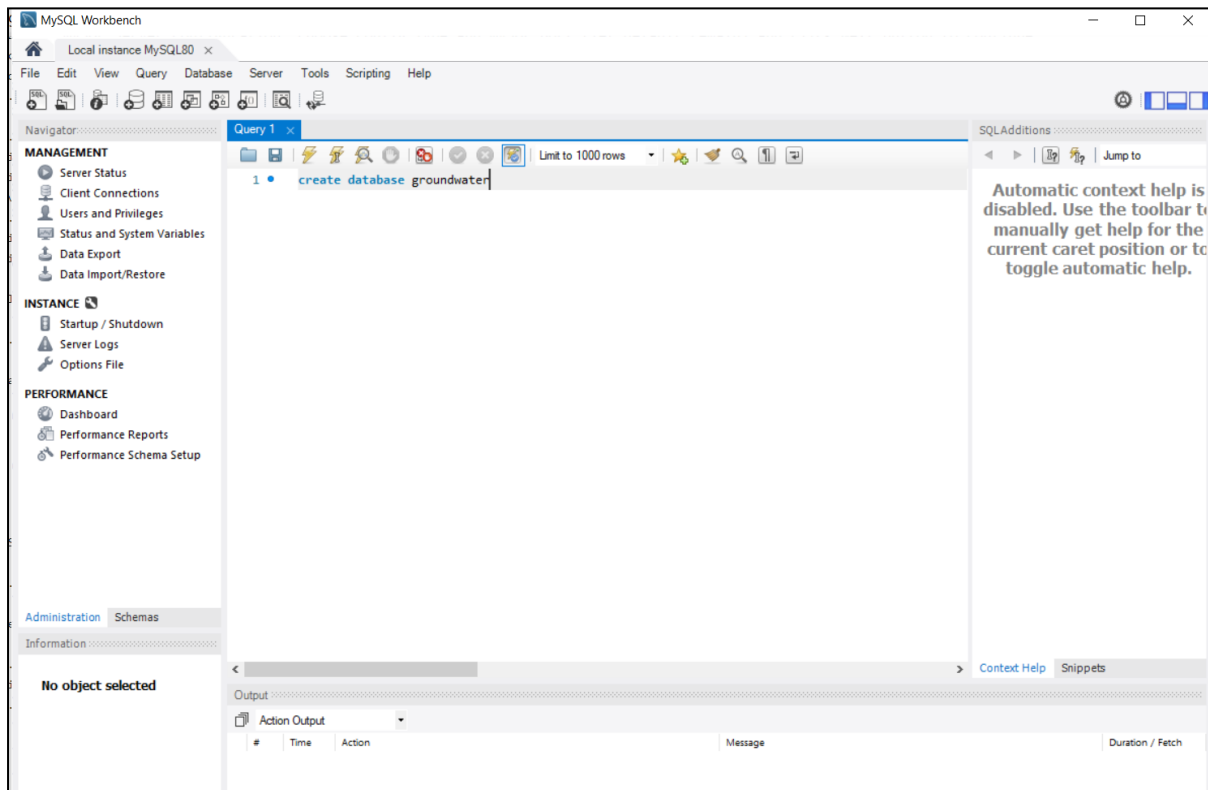 MySQL Workbench
Local instance MySQL80
File Edit View Query Database Server Tools Scripting Help
Navigator
MANAGEMENT
Server Status
Client Connections
Users and Privileges
Status and System Variables
Data Export
Data Import/Restore
INSTANCE
Startup / Shutdown
Server Logs
Options File
PERFORMANCE
Dashboard
Performance Reports
Performance Schema Setup
Administration Schemas
Information
No object selected
Query 1
Limit to 1000 rows
1 create database groundwater
Output
Action Output
# Time Action Message Duration / Fetch
SQLAdditions
Jump to
Automatic context help is
disabled. Use the toolbar to
manually get help for the
current caret position or to
toggle automatic help.
Context Help Snippets